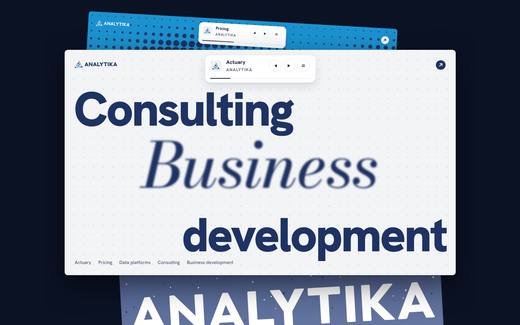 ANALYTIKA
Pricing
ANALYTIKA
ANALYTIKA
Actuary
ANALYTIKA
Consulting
Business
development
Actuary Pricing Data platforms Consulting Business development
ANALYTIKA